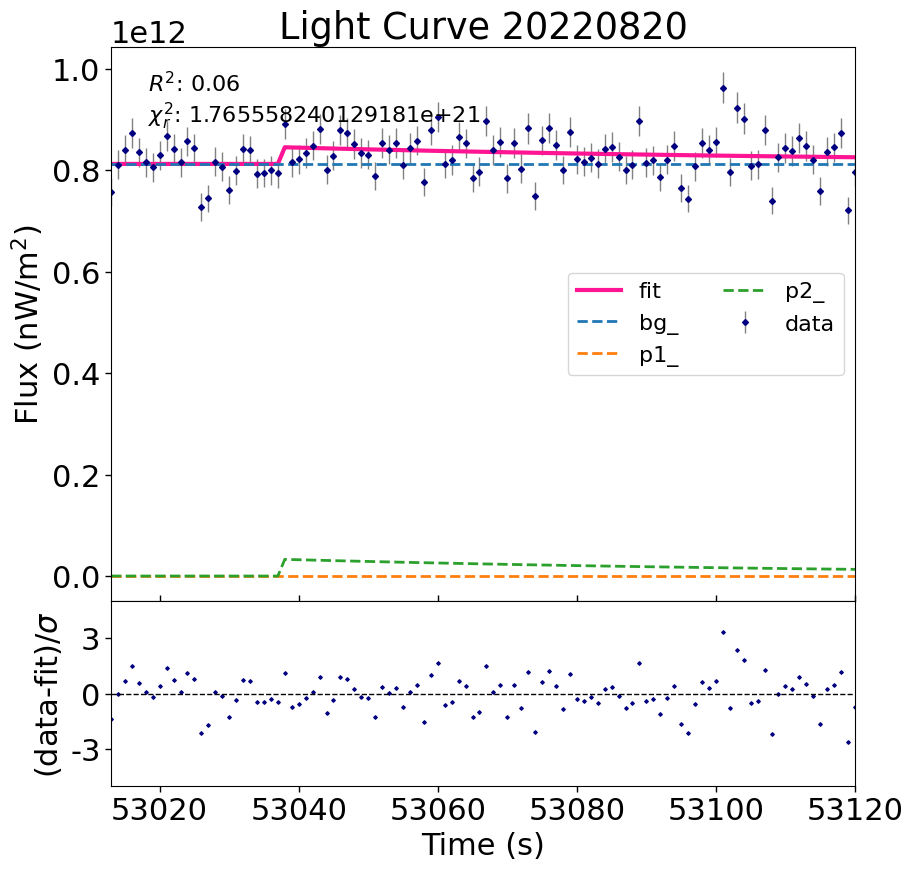 Light Curve 20220820
1e12
R²: 0.06
χ²ᵣ: 1.765558240129181e+21
1.0
0.8
0.6
0.4
0.2
0.0
Flux (nW/m²)
fit
bg_
p1_
p2_
data
3
0
-3
(data-fit)/σ
53020 53040 53060 53080 53100 53120
Time (s)